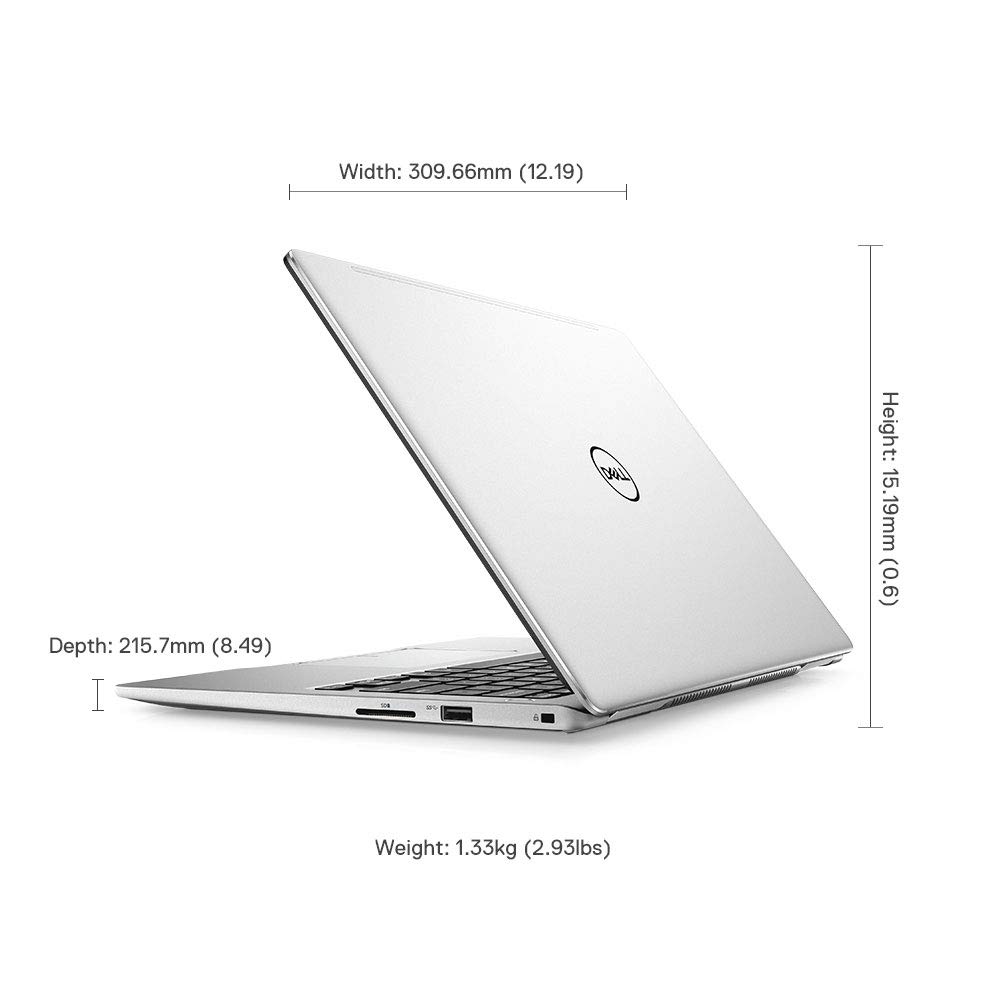 Width: 309.66mm (12.19)
Height: 15.19mm (0.6)
DELL
Depth: 215.7mm (8.49)
SD
SS
Weight: 1.33kg (2.93lbs)